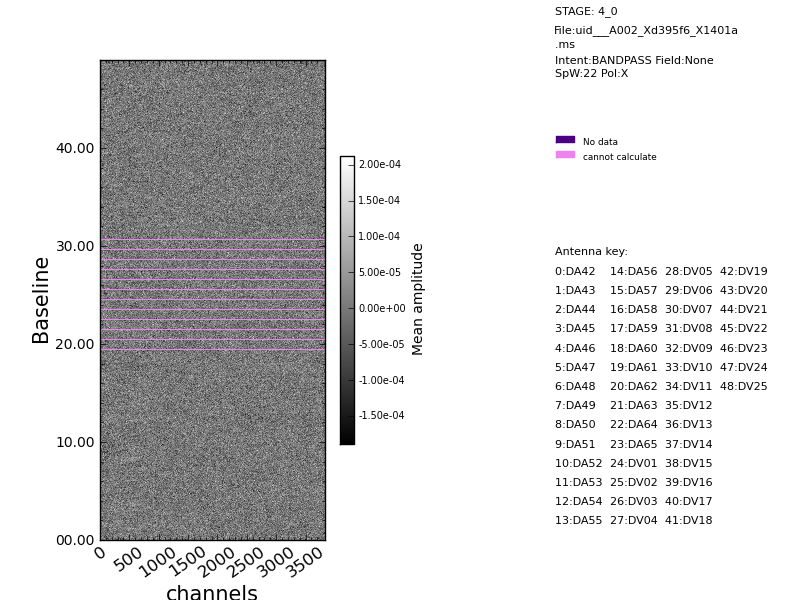 STAGE: 4_0
File:uid___A002_Xd395f6_X1401a
.ms
Intent:BANDPASS Field:None
SpW:22 Pol:X
No data
cannot calculate
Antenna key:
0:DA42 14:DA56 28:DV05 42:DV19
1:DA43 15:DA57 29:DV06 43:DV20
2:DA44 16:DA58 30:DV07 44:DV21
3:DA45 17:DA59 31:DV08 45:DV22
4:DA46 18:DA60 32:DV09 46:DV23
5:DA47 19:DA61 33:DV10 47:DV24
6:DA48 20:DA62 34:DV11 48:DV25
7:DA49 21:DA63 35:DV12
8:DA50 22:DA64 36:DV13
9:DA51 23:DA65 37:DV14
10:DA52 24:DV01 38:DV15
11:DA53 25:DV02 39:DV16
12:DA54 26:DV03 40:DV17
13:DA55 27:DV04 41:DV18
Baseline
40.00
30.00
20.00
10.00
00.00
0 500 1000 1500 2000 2500 3000 3500
channels
2.00e-04
1.50e-04
1.00e-04
5.00e-05
0.00e+00
-5.00e-05
-1.00e-04
-1.50e-04
Mean amplitude